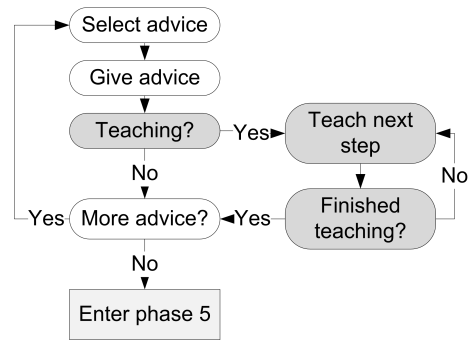 Select advice
Give advice
Teaching?
Yes
Teach next
step
No
No
Finished
teaching?
Yes
More advice?
Yes
No
Enter phase 5